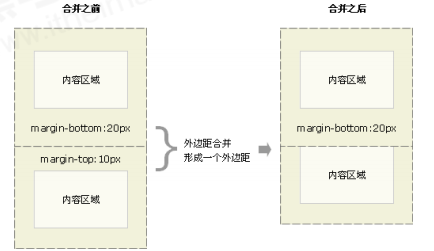 合并之前
合并之后
内容区域
内容区域
margin-bottom:20px
margin-bottom:20px
外边距合并
形成一个外边距
margin-top:10px
内容区域
内容区域